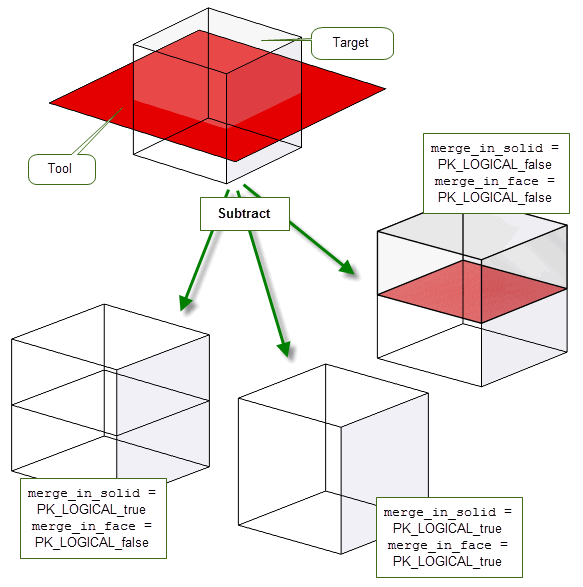 Target
Tool
Subtract
merge_in_solid =
PK_LOGICAL_false
merge_in_face =
PK_LOGICAL_false
merge_in_solid =
PK_LOGICAL_true
merge_in_face =
PK_LOGICAL_false
merge_in_solid =
PK_LOGICAL_true
merge_in_face =
PK_LOGICAL_true